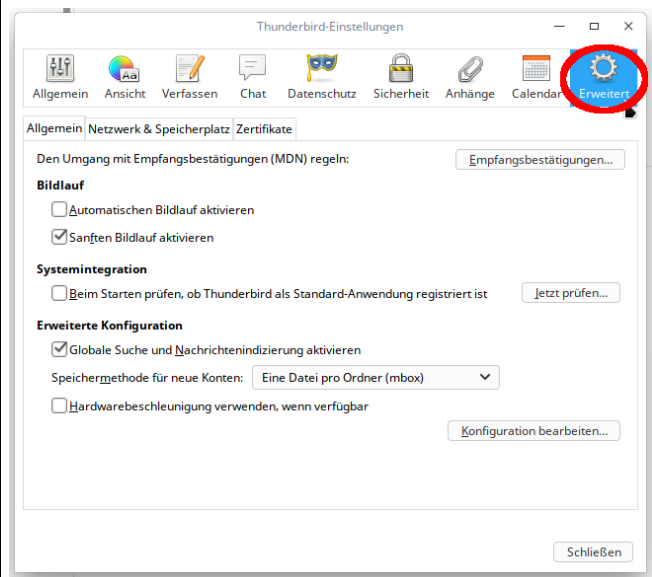 Thunderbird-Einstellungen
Allgemein Ansicht Verfassen Chat Datenschutz Sicherheit Anhänge Calendar Erweitert
Allgemein Netzwerk & Speicherplatz Zertifikate
Den Umgang mit Empfangsbestätigungen (MDN) regeln: Empfangsbestätigungen...
Bildlauf
Automatischen Bildlauf aktivieren
Sanften Bildlauf aktivieren
Systemintegration
Beim Starten prüfen, ob Thunderbird als Standard-Anwendung registriert ist Jetzt prüfen...
Erweiterte Konfiguration
Globale Suche und Nachrichtenindizierung aktivieren
Speichermethode für neue Konten: Eine Datei pro Ordner (mbox)
Hardwarebeschleunigung verwenden, wenn verfügbar
Konfiguration bearbeiten...
Schließen